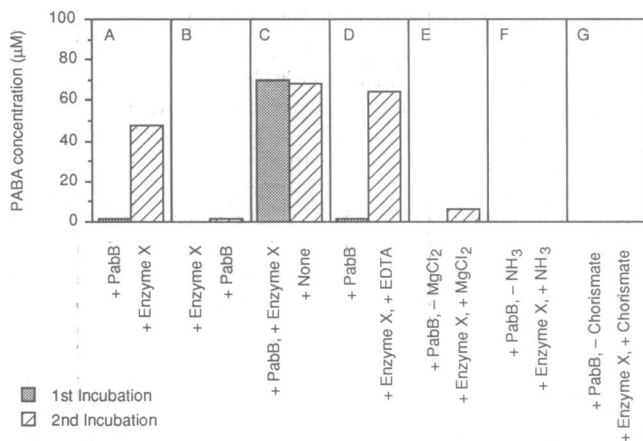 A B C D E F G
PABA concentration (µM)
100
80
60
40
20
0
+ PabB
+ Enzyme X
+ Enzyme X
+ PabB
+ PabB, + Enzyme X
+ None
+ PabB
+ Enzyme X, + EDTA
+ PabB, – MgCl2
+ Enzyme X, + MgCl2
+ PabB, – NH3
+ Enzyme X, + NH3
+ PabB, – Chorismate
+ Enzyme X, + Chorismate
1st Incubation
2nd Incubation